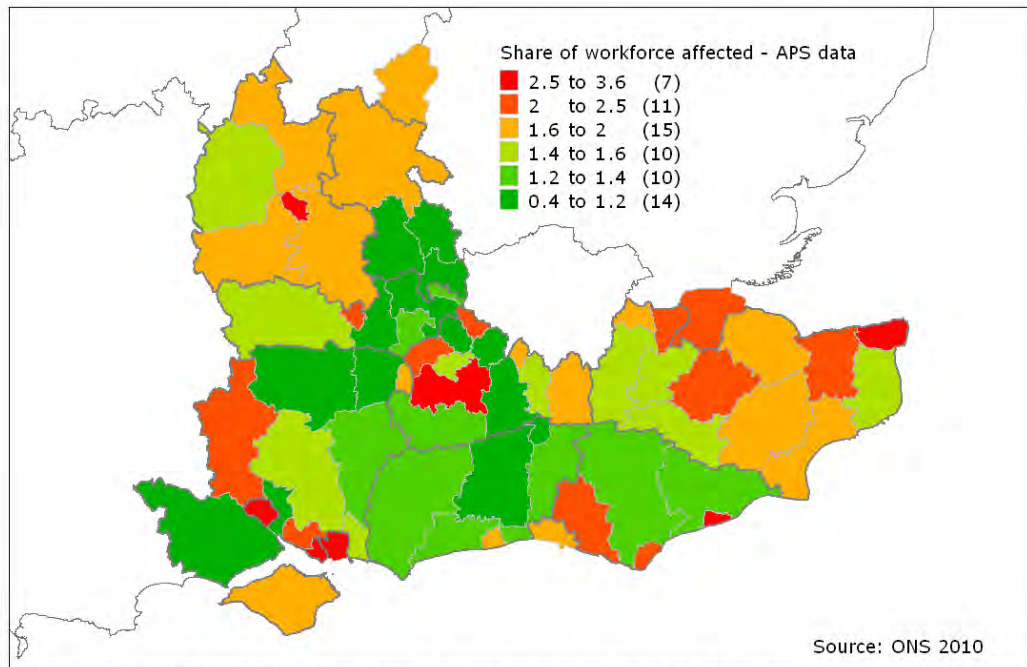 Share of workforce affected - APS data
2.5 to 3.6 (7)
2 to 2.5 (11)
1.6 to 2 (15)
1.4 to 1.6 (10)
1.2 to 1.4 (10)
0.4 to 1.2 (14)
Source: ONS 2010